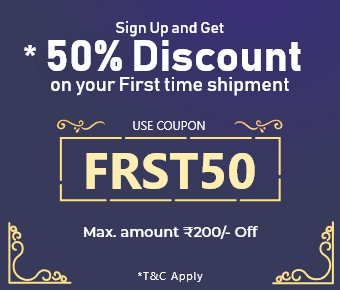 Sign Up and Get
* 50% Discount
on your First time shipment
USE COUPON
FRST50
Max. amount ₹200/- Off
*T&C Apply